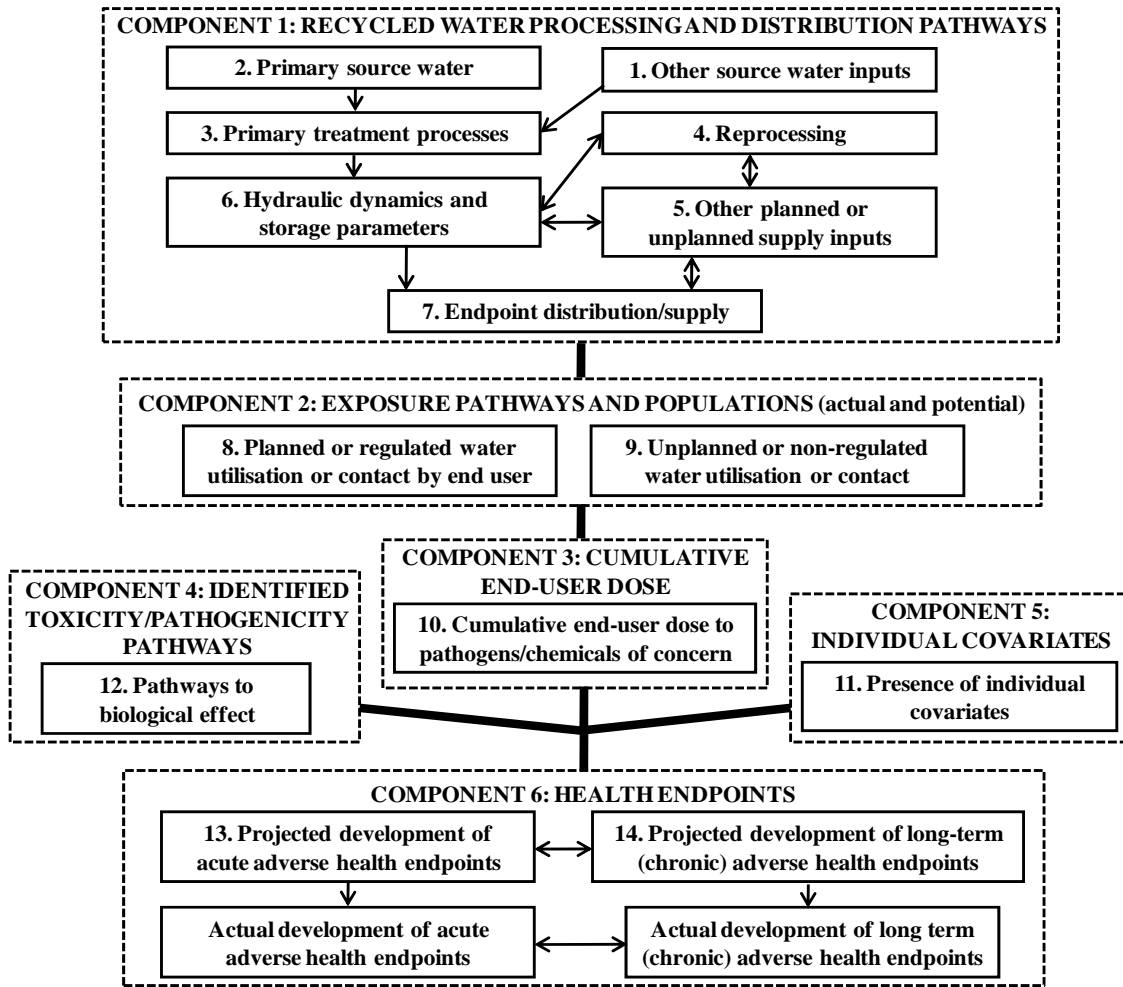 COMPONENT 1: RECYCLED WATER PROCESSING AND DISTRIBUTION PATHWAYS
2. Primary source water
1. Other source water inputs
3. Primary treatment processes
4. Reprocessing
6. Hydraulic dynamics and
storage parameters
5. Other planned or
unplanned supply inputs
7. Endpoint distribution/supply
COMPONENT 2: EXPOSURE PATHWAYS AND POPULATIONS (actual and potential)
8. Planned or regulated water
utilisation or contact by end user
9. Unplanned or non-regulated
water utilisation or contact
COMPONENT 3: CUMULATIVE
END-USER DOSE
10. Cumulative end-user dose to
pathogens/chemicals of concern
COMPONENT 4: IDENTIFIED
TOXICITY/PATHOGENICITY
PATHWAYS
12. Pathways to
biological effect
COMPONENT 5:
INDIVIDUAL COVARIATES
11. Presence of individual
covariates
COMPONENT 6: HEALTH ENDPOINTS
13. Projected development of
acute adverse health endpoints
14. Projected development of long-term
(chronic) adverse health endpoints
Actual development of acute
adverse health endpoints
Actual development of long term
(chronic) adverse health endpoints